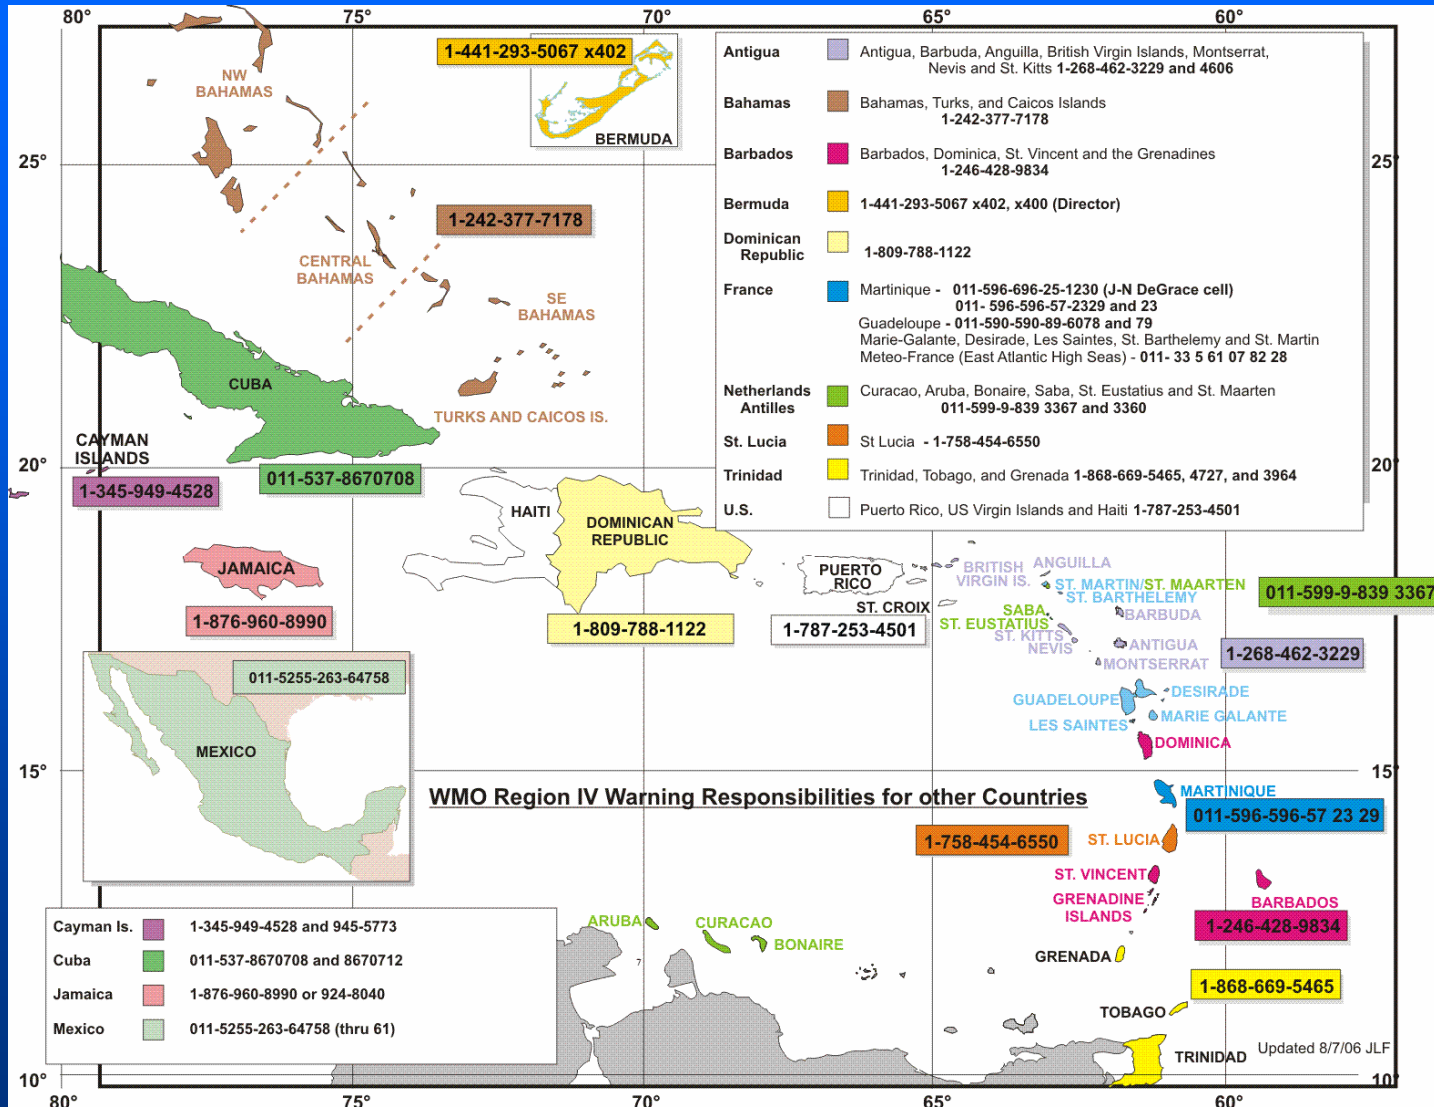 80°
75°
70°
65°
60°
1-441-293-5067 x402
BERMUDA
NW
BAHAMAS
25°
25°
1-242-377-7178
CENTRAL
BAHAMAS
SE
BAHAMAS
CUBA
TURKS AND CAICOS IS.
CAYMAN
ISLANDS
20°
20°
1-345-949-4528
011-537-8670708
Antigua
Antigua, Barbuda, Anguilla, British Virgin Islands, Montserrat,
Nevis and St. Kitts 1-268-462-3229 and 4606
Bahamas
Bahamas, Turks, and Caicos Islands
1-242-377-7178
Barbados
Barbados, Dominica, St. Vincent and the Grenadines
1-246-428-9834
Bermuda
1-441-293-5067 x402, x400 (Director)
Dominican
Republic
1-809-788-1122
France
Martinique - 011-596-696-25-1230 (J-N DeGrace cell)
011- 596-596-57-2329 and 23
Guadeloupe - 011-590-590-89-6078 and 79
Marie-Galante, Desirade, Les Saintes, St. Barthelemy and St. Martin
Meteo-France (East Atlantic High Seas) - 011- 33 5 61 07 82 28
Netherlands
Antilles
Curacao, Aruba, Bonaire, Saba, St. Eustatius and St. Maarten
011-599-9-839 3367 and 3360
St. Lucia
St Lucia - 1-758-454-6550
Trinidad
Trinidad, Tobago, and Grenada 1-868-669-5465, 4727, and 3964
U.S.
Puerto Rico, US Virgin Islands and Haiti 1-787-253-4501
HAITI
DOMINICAN
REPUBLIC
JAMAICA
PUERTO
RICO
BRITISH
VIRGIN IS.
ANGUILLA
ST. MARTIN/ST. MAARTEN
ST. BARTHELEMY
011-599-9-839 3367
ST. CROIX
SABA
ST. EUSTATIUS
BARBUDA
1-876-960-8990
1-809-788-1122
1-787-253-4501
ST. KITTS
NEVIS
ANTIGUA
1-268-462-3229
MONTSERRAT
011-5255-263-64758
MEXICO
GUADELOUPE
DESIRADE
LES SAINTES
MARIE GALANTE
DOMINICA
15°
15°
WMO Region IV Warning Responsibilities for other Countries
MARTINIQUE
011-596-596-57 23 29
1-758-454-6550
ST. LUCIA
ST. VINCENT
GRENADINE
ISLANDS
BARBADOS
1-246-428-9834
Cayman Is.
1-345-949-4528 and 945-5773
Cuba
011-537-8670708 and 8670712
Jamaica
1-876-960-8990 or 924-8040
Mexico
011-5255-263-64758 (thru 61)
ARUBA
CURACAO
BONAIRE
7
GRENADA
1-868-669-5465
TOBAGO
TRINIDAD
Updated 8/7/06 JLF
10°
10°
80°
75°
70°
65°
60°